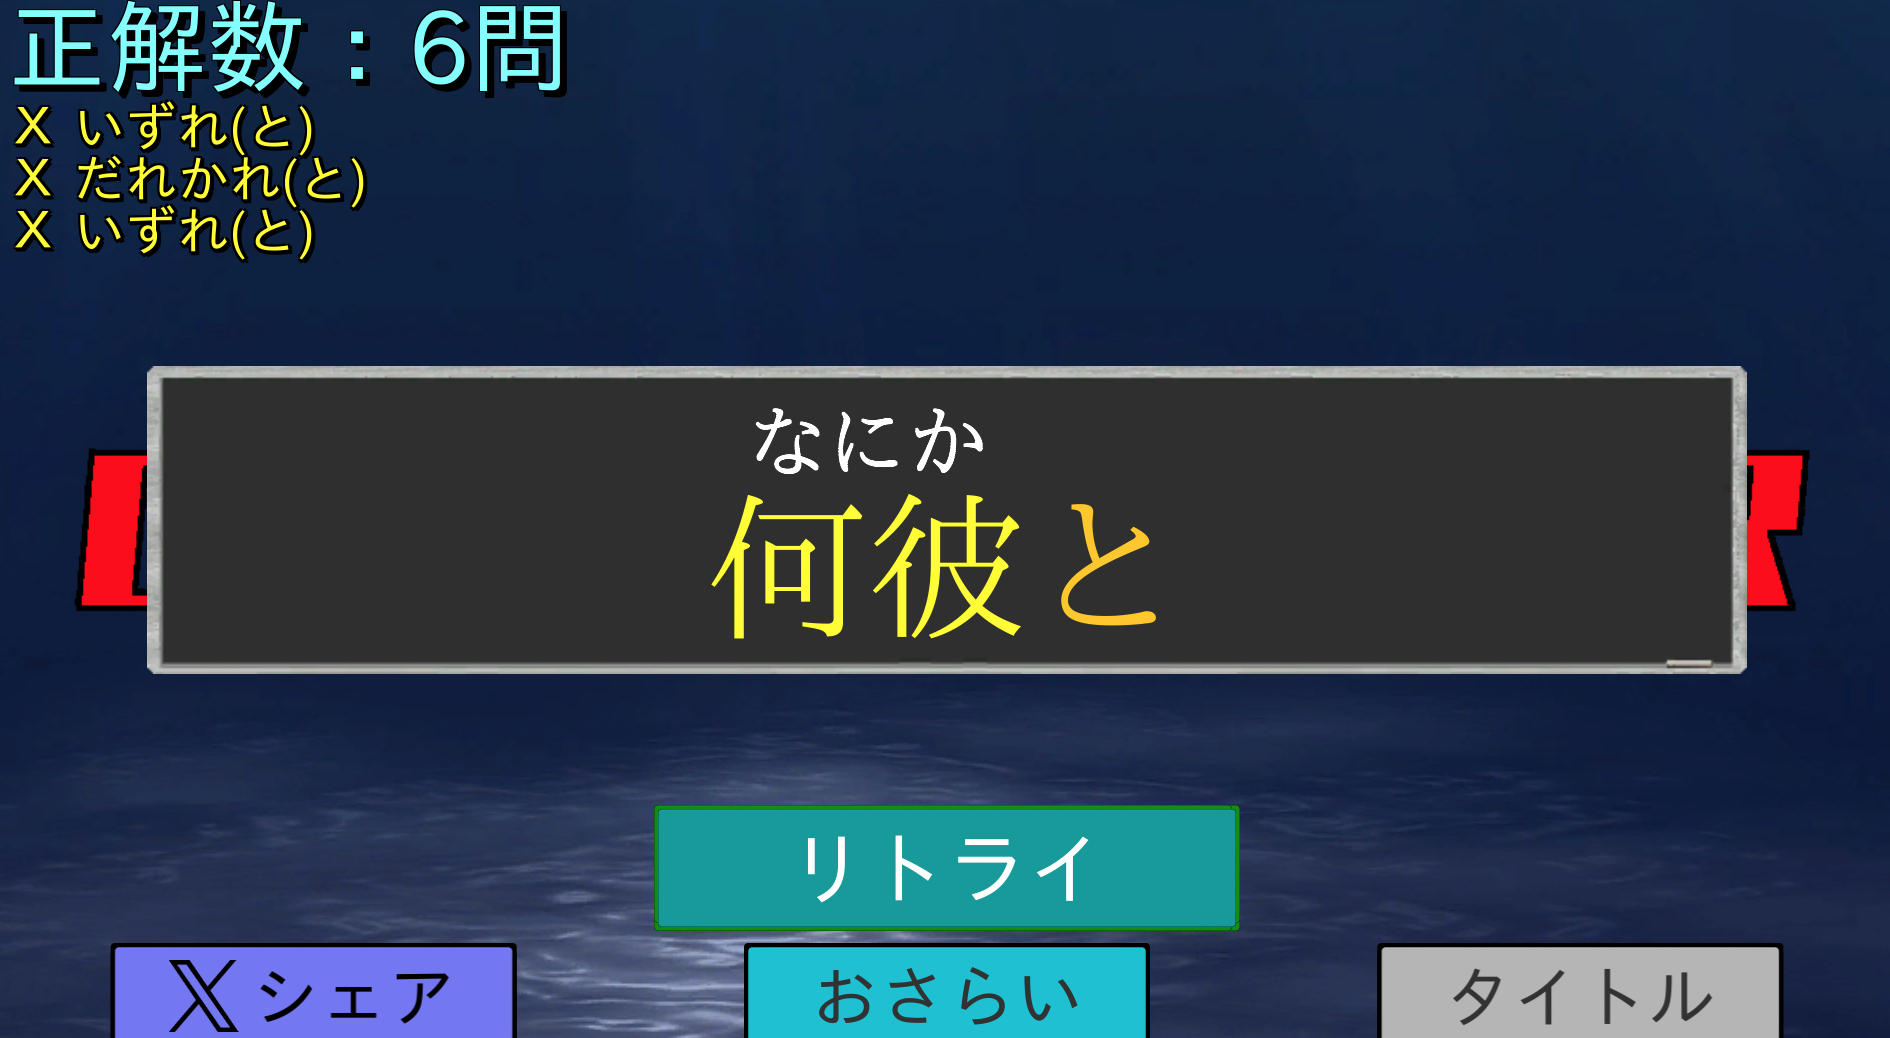 正解数：6問
X いずれ(と)
X だれかれ(と)
X いずれ(と)
なにか
何彼と
リトライ
𝕏シェア
おさらい
タイトル